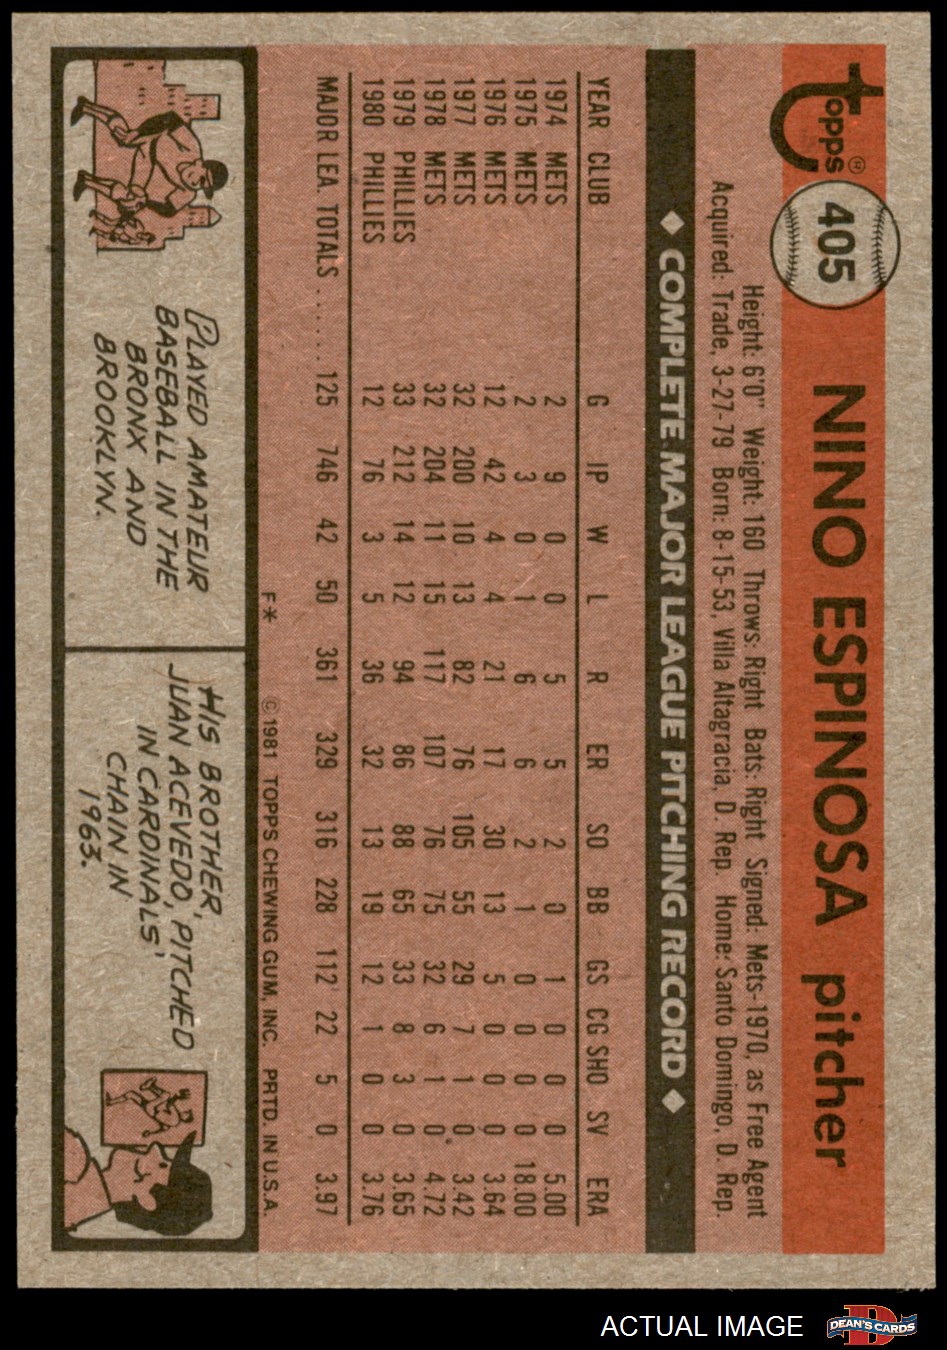 Topps®
405
NINO ESPINOSA pitcher
Height: 6'0" Weight: 160 Throws: Right Bats: Right Signed: Mets-1970, as Free Agent
Acquired: Trade, 3-27-79 Born: 8-15-53, Villa Altagracia, D. Rep. Home: Santo Domingo, D. Rep.
◆ COMPLETE MAJOR LEAGUE PITCHING RECORD ◆
YEAR CLUB G IP W L R ER SO BB GS CG SHO SV ERA
1974 METS 2 9 0 0 5 5 2 0 1 0 0 0 5.00
1975 METS 2 3 0 1 6 6 2 1 0 0 0 0 18.00
1976 METS 12 42 4 4 21 17 30 13 5 0 0 0 3.64
1977 METS 32 200 10 13 82 76 105 55 29 7 1 0 3.42
1978 METS 32 204 11 15 117 107 76 75 32 6 1 0 4.72
1979 PHILLIES 33 212 14 12 94 86 88 65 33 8 3 0 3.65
1980 PHILLIES 12 76 3 5 36 32 13 19 12 1 0 0 3.76
MAJOR LEA. TOTALS ...... 125 746 42 50 361 329 316 228 112 22 5 0 3.97
F* © 1981 TOPPS CHEWING GUM, INC. PRTD. IN U.S.A.
PLAYED AMATEUR
BASEBALL IN THE
BRONX AND
BROOKLYN.
HIS BROTHER,
JUAN ACEVEDO, PITCHED
IN CARDINALS'
CHAIN IN
1963.
ACTUAL IMAGE
D
DEAN'S CARDS